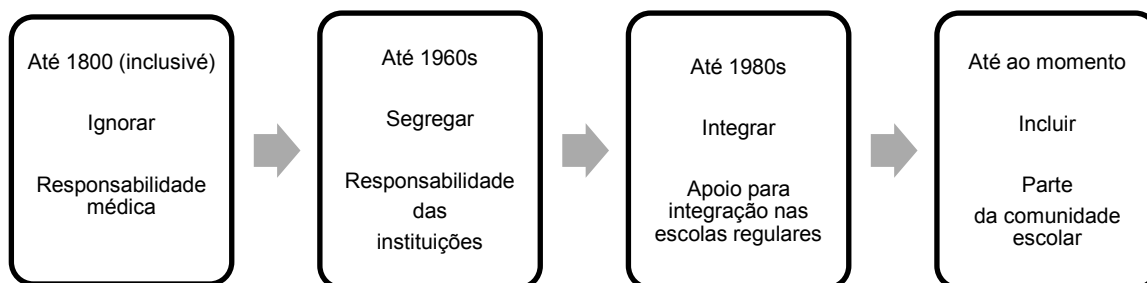 Até 1800 (inclusivé)
Ignorar
Responsabilidade
médica
Até 1960s
Segregar
Responsabilidade
das
instituições
Até 1980s
Integrar
Apoio para
integração nas
escolas regulares
Até ao momento
Incluir
Parte
da comunidade
escolar